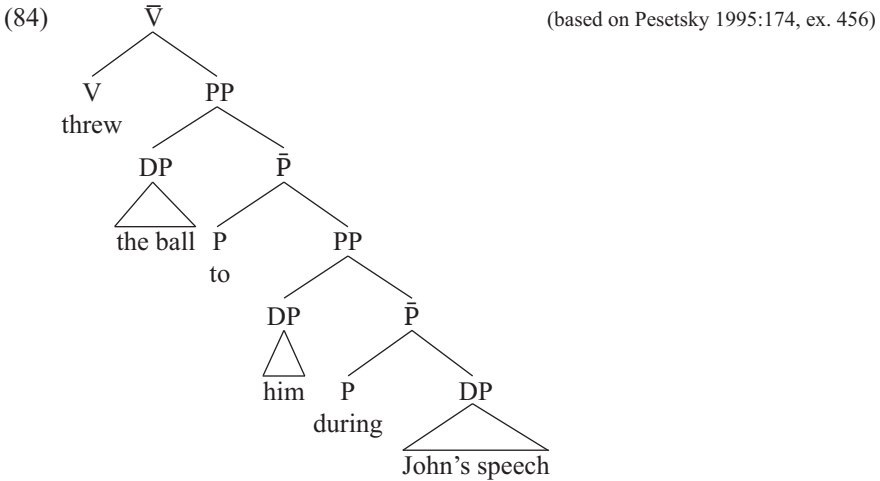 (84) V̄ (based on Pesetsky 1995:174, ex. 456)
V PP
threw
DP P̄
the ball P PP
to
DP P̄
him P DP
during
John’s speech